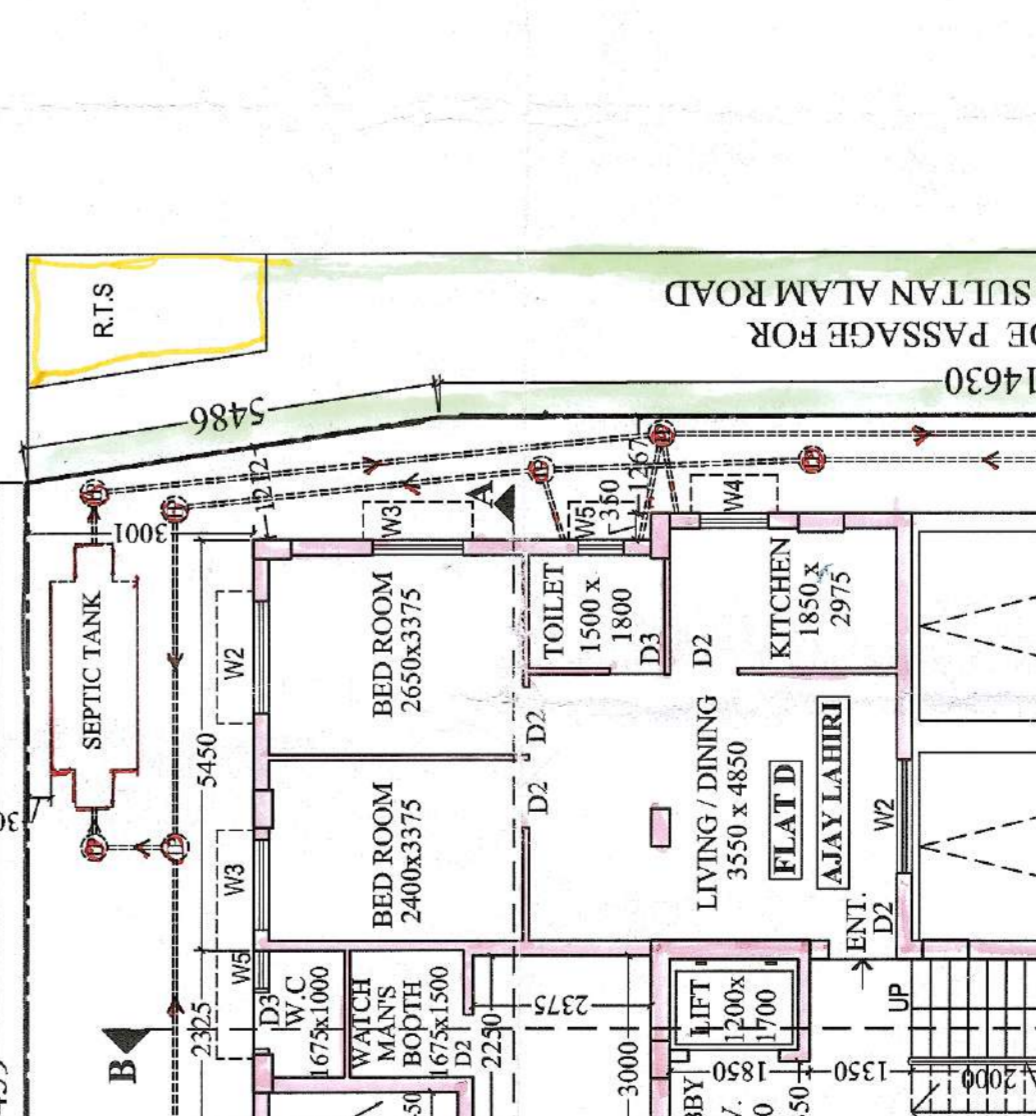 R.T.S
SULTAN ALAM ROAD
PASSAGE FOR
5486
1212
1267
350
A
W3
W5
W4
3001
SEPTIC TANK
W2
5450
BED ROOM
2650x3375
TOILET
1500 x
1800
D3
D2
KITCHEN
1850 x
2975
D2
D2
BED ROOM
2400x3375
W3
LIVING / DINING
3550 x 4850
FLAT D
AJAY LAHIRI
W2
ENT.
D2
W5
D3
W.C
1675x1000
WATCH
MAN'S
BOOTH
1675x1500
D2
2325
B
2250
2375
3000
LIFT
1200x
1700
1850
1350
UP
2000